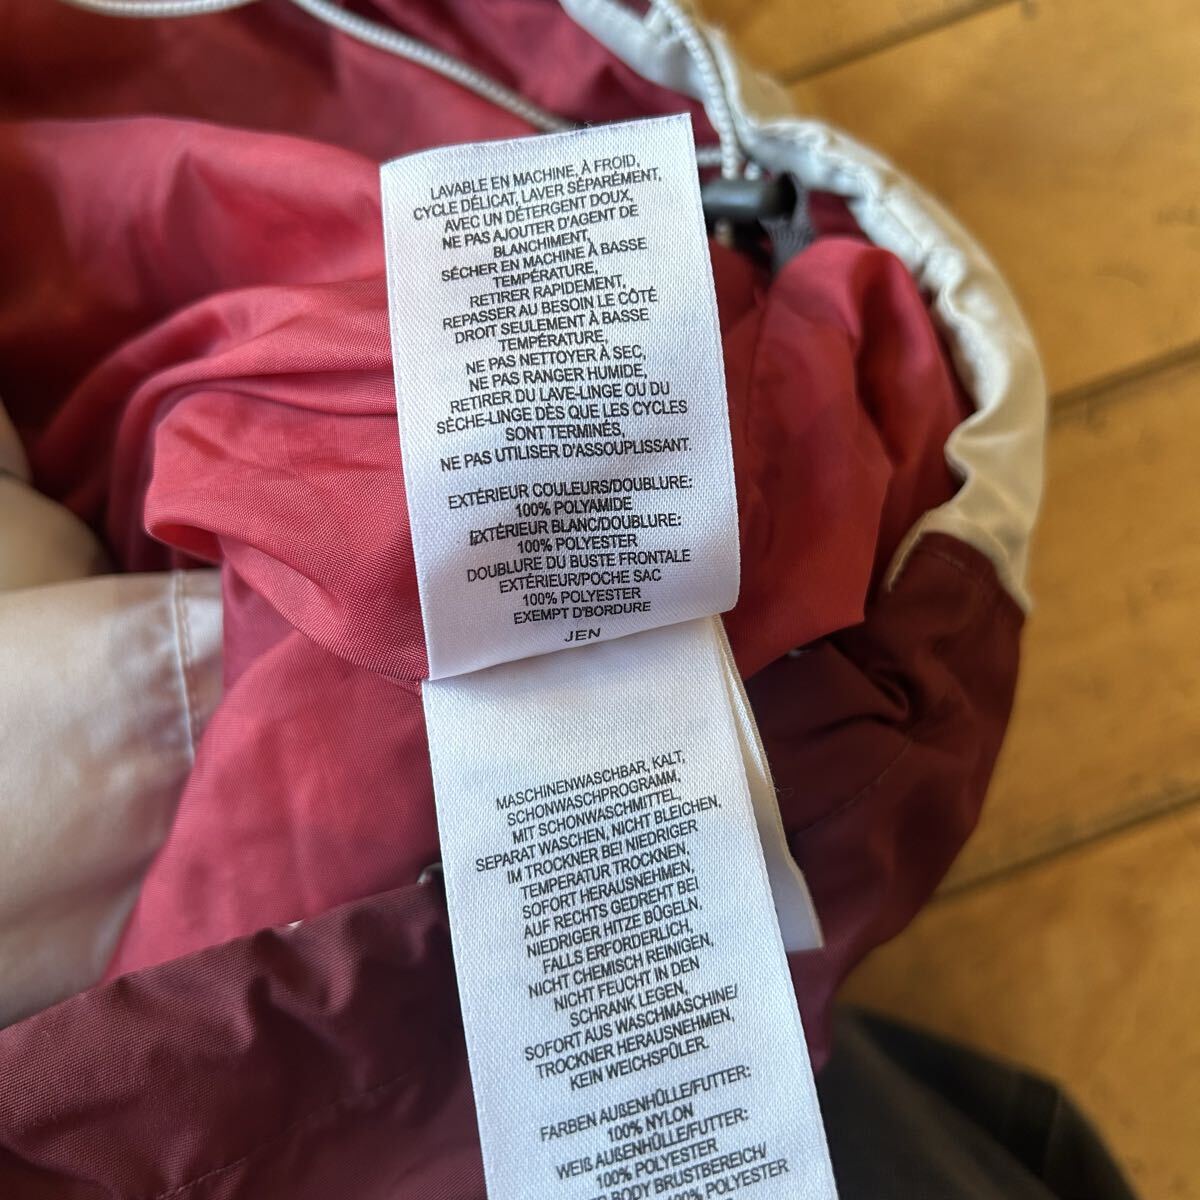 LAVABLE EN MACHINE, À FROID,
CYCLE DÉLICAT, LAVER SÉPARÉMENT,
AVEC UN DÉTERGENT DOUX,
NE PAS AJOUTER D'AGENT DE
BLANCHIMENT,
SÉCHER EN MACHINE À BASSE
TEMPÉRATURE,
RETIRER RAPIDEMENT,
REPASSER AU BESOIN LE CÔTÉ
DROIT SEULEMENT À BASSE
TEMPÉRATURE,
NE PAS NETTOYER À SEC,
NE PAS RANGER HUMIDE,
RETIRER DU LAVE-LINGE OU DU
SÈCHE-LINGE DÈS QUE LES CYCLES
SONT TERMINÉS,
NE PAS UTILISER D'ASSOUPLISSANT.
EXTÉRIEUR COULEURS/DOUBLURE:
100% POLYAMIDE
EXTÉRIEUR BLANC/DOUBLURE:
100% POLYESTER
DOUBLURE DU BUSTE FRONTALE
EXTÉRIEUR/POCHE SAC
100% POLYESTER
EXEMPT D'BORDURE
JEN
MASCHINENWASCHBAR, KALT,
SCHONWASCHPROGRAMM,
MIT SCHONWASCHMITTEL
SEPARAT WASCHEN, NICHT BLEICHEN,
IM TROCKNER BEI NIEDRIGER
TEMPERATUR TROCKNEN,
SOFORT HERAUSNEHMEN,
AUF RECHTS GEDREHT BEI
NIEDRIGER HITZE BÜGELN,
FALLS ERFORDERLICH,
NICHT CHEMISCH REINIGEN,
NICHT FEUCHT IN DEN
SCHRANK LEGEN,
SOFORT AUS WASCHMASCHINE/
TROCKNER HERAUSNEHMEN,
KEIN WEICHSPÜLER.
FARBEN AUßENHÜLLE/FUTTER:
100% NYLON
WEIß AUßENHÜLLE/FUTTER:
100% POLYESTER
BODY BRUSTBEREICH/
100% POLYESTER